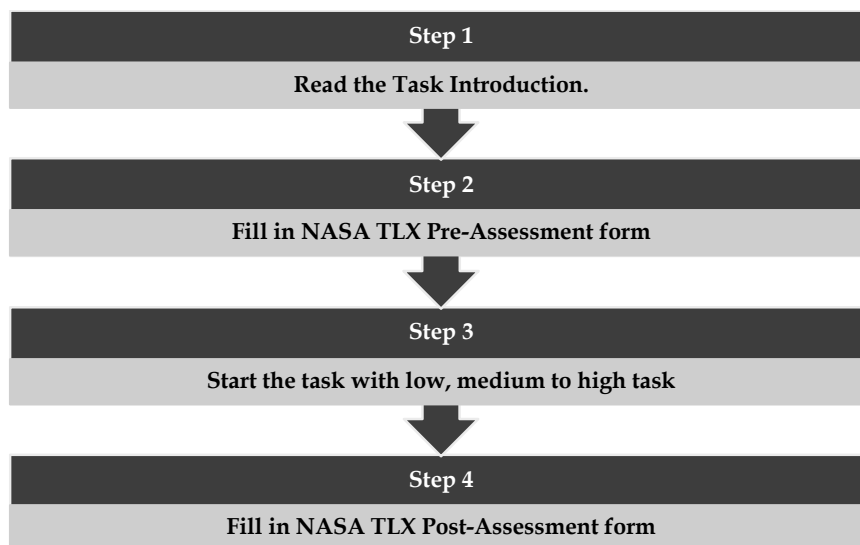 Step 1
Read the Task Introduction.
Step 2
Fill in NASA TLX Pre-Assessment form
Step 3
Start the task with low, medium to high task
Step 4
Fill in NASA TLX Post-Assessment form